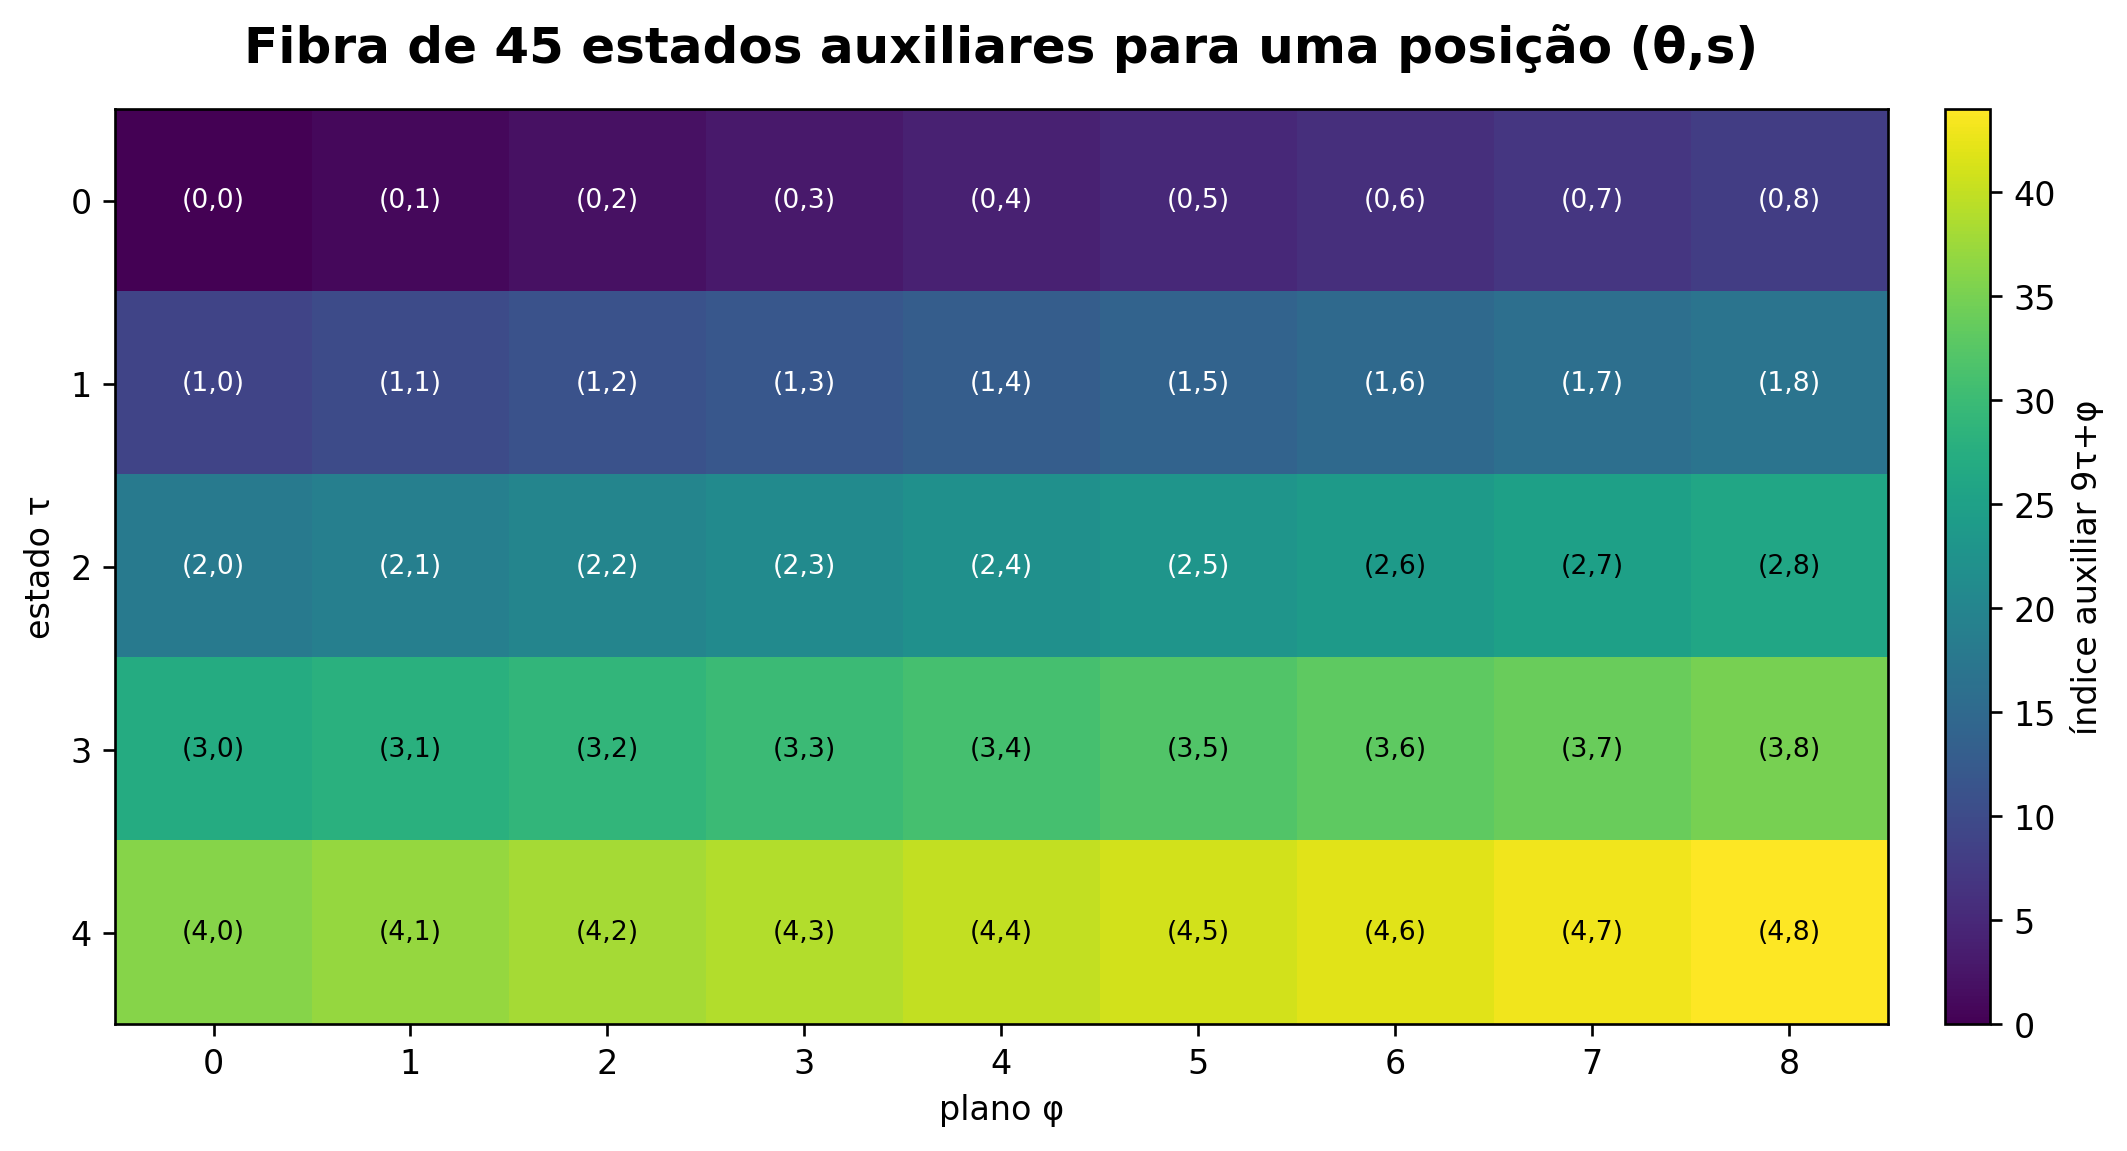 Fibra de 45 estados auxiliares para uma posição (θ,s)
0 (0,0) (0,1) (0,2) (0,3) (0,4) (0,5) (0,6) (0,7) (0,8)
1 (1,0) (1,1) (1,2) (1,3) (1,4) (1,5) (1,6) (1,7) (1,8)
2 (2,0) (2,1) (2,2) (2,3) (2,4) (2,5) (2,6) (2,7) (2,8)
3 (3,0) (3,1) (3,2) (3,3) (3,4) (3,5) (3,6) (3,7) (3,8)
4 (4,0) (4,1) (4,2) (4,3) (4,4) (4,5) (4,6) (4,7) (4,8)
0 1 2 3 4 5 6 7 8
plano φ
estado τ
40
35
30
25
20
15
10
5
0
índice auxiliar 9τ+φ